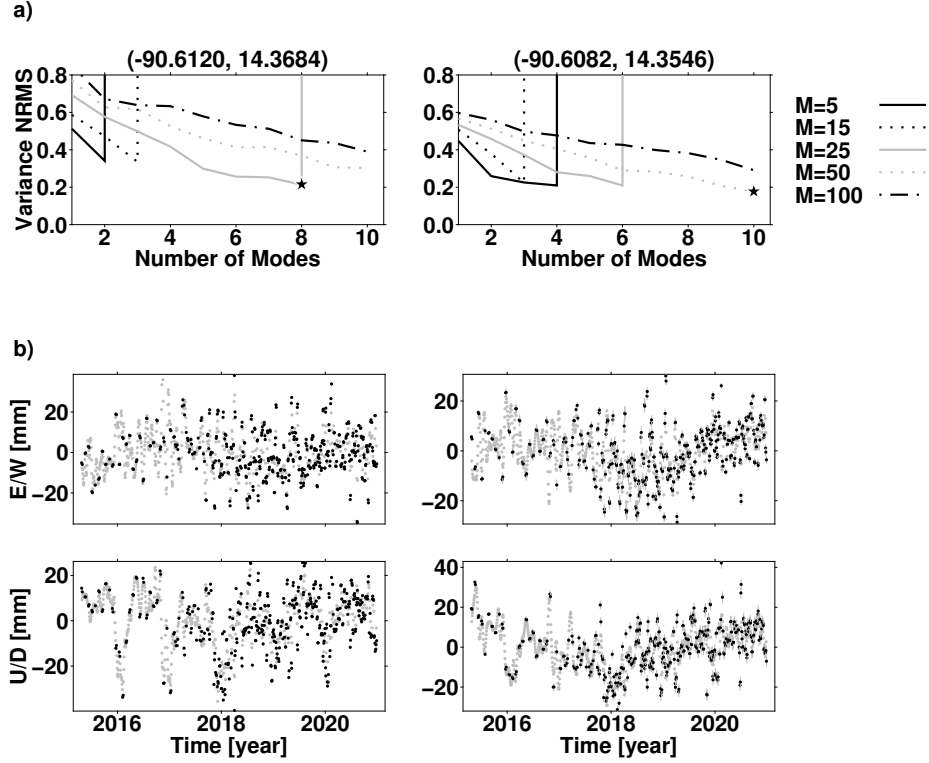 a)
(-90.6120, 14.3684)
(-90.6082, 14.3546)
Variance NRMS
0.8
0.6
0.4
0.2
0.0
2 4 6 8 10
Number of Modes
0.8
0.6
0.4
0.2
0.0
2 4 6 8 10
Number of Modes
M=5
M=15
M=25
M=50
M=100
b)
E/W [mm]
20
0
−20
20
0
−20
U/D [mm]
20
0
−20
2016 2018 2020
Time [year]
40
20
0
−20
2016 2018 2020
Time [year]